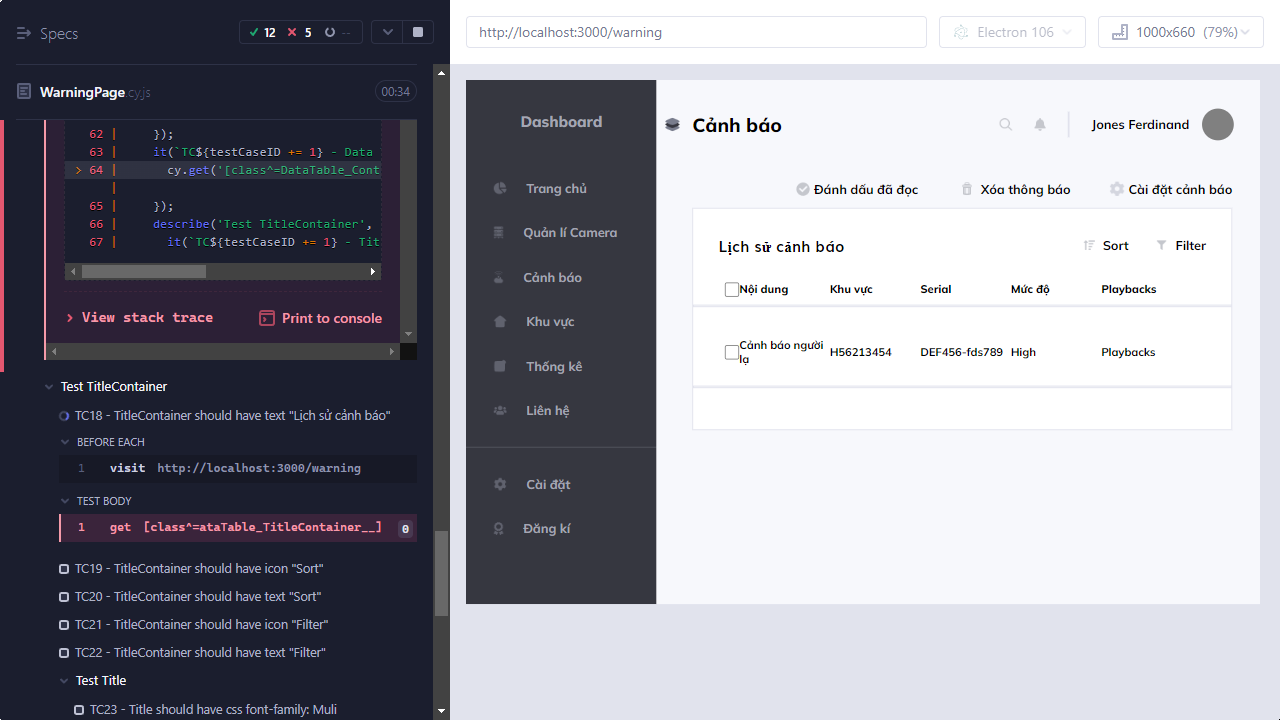 Specs
12
5
--
WarningPage.cy.js
00:34
62 | });
63 | it(`TC${testCaseID += 1} - Data
> 64 | cy.get('[class^=DataTable_Cont
|
65 | });
66 | describe('Test TitleContainer',
67 | it(`TC${testCaseID += 1} - Tit
> View stack trace
Print to console
Test TitleContainer
TC18 - TitleContainer should have text "Lịch sử cảnh báo"
BEFORE EACH
1 visit http://localhost:3000/warning
TEST BODY
1 get [class^=ataTable_TitleContainer__] 0
TC19 - TitleContainer should have icon "Sort"
TC20 - TitleContainer should have text "Sort"
TC21 - TitleContainer should have icon "Filter"
TC22 - TitleContainer should have text "Filter"
Test Title
TC23 - Title should have css font-family: Muli
http://localhost:3000/warning
Electron 106
1000x660 (79%)
Dashboard
Trang chủ
Quản lí Camera
Cảnh báo
Khu vực
Thống kê
Liên hệ
Cài đặt
Đăng kí
Cảnh báo
Jones Ferdinand
Đánh dấu đã đọc
Xóa thông báo
Cài đặt cảnh báo
Lịch sử cảnh báo
Sort
Filter
Nội dung Khu vực Serial Mức độ Playbacks
Cảnh báo người lạ H56213454 DEF456-fds789 High Playbacks